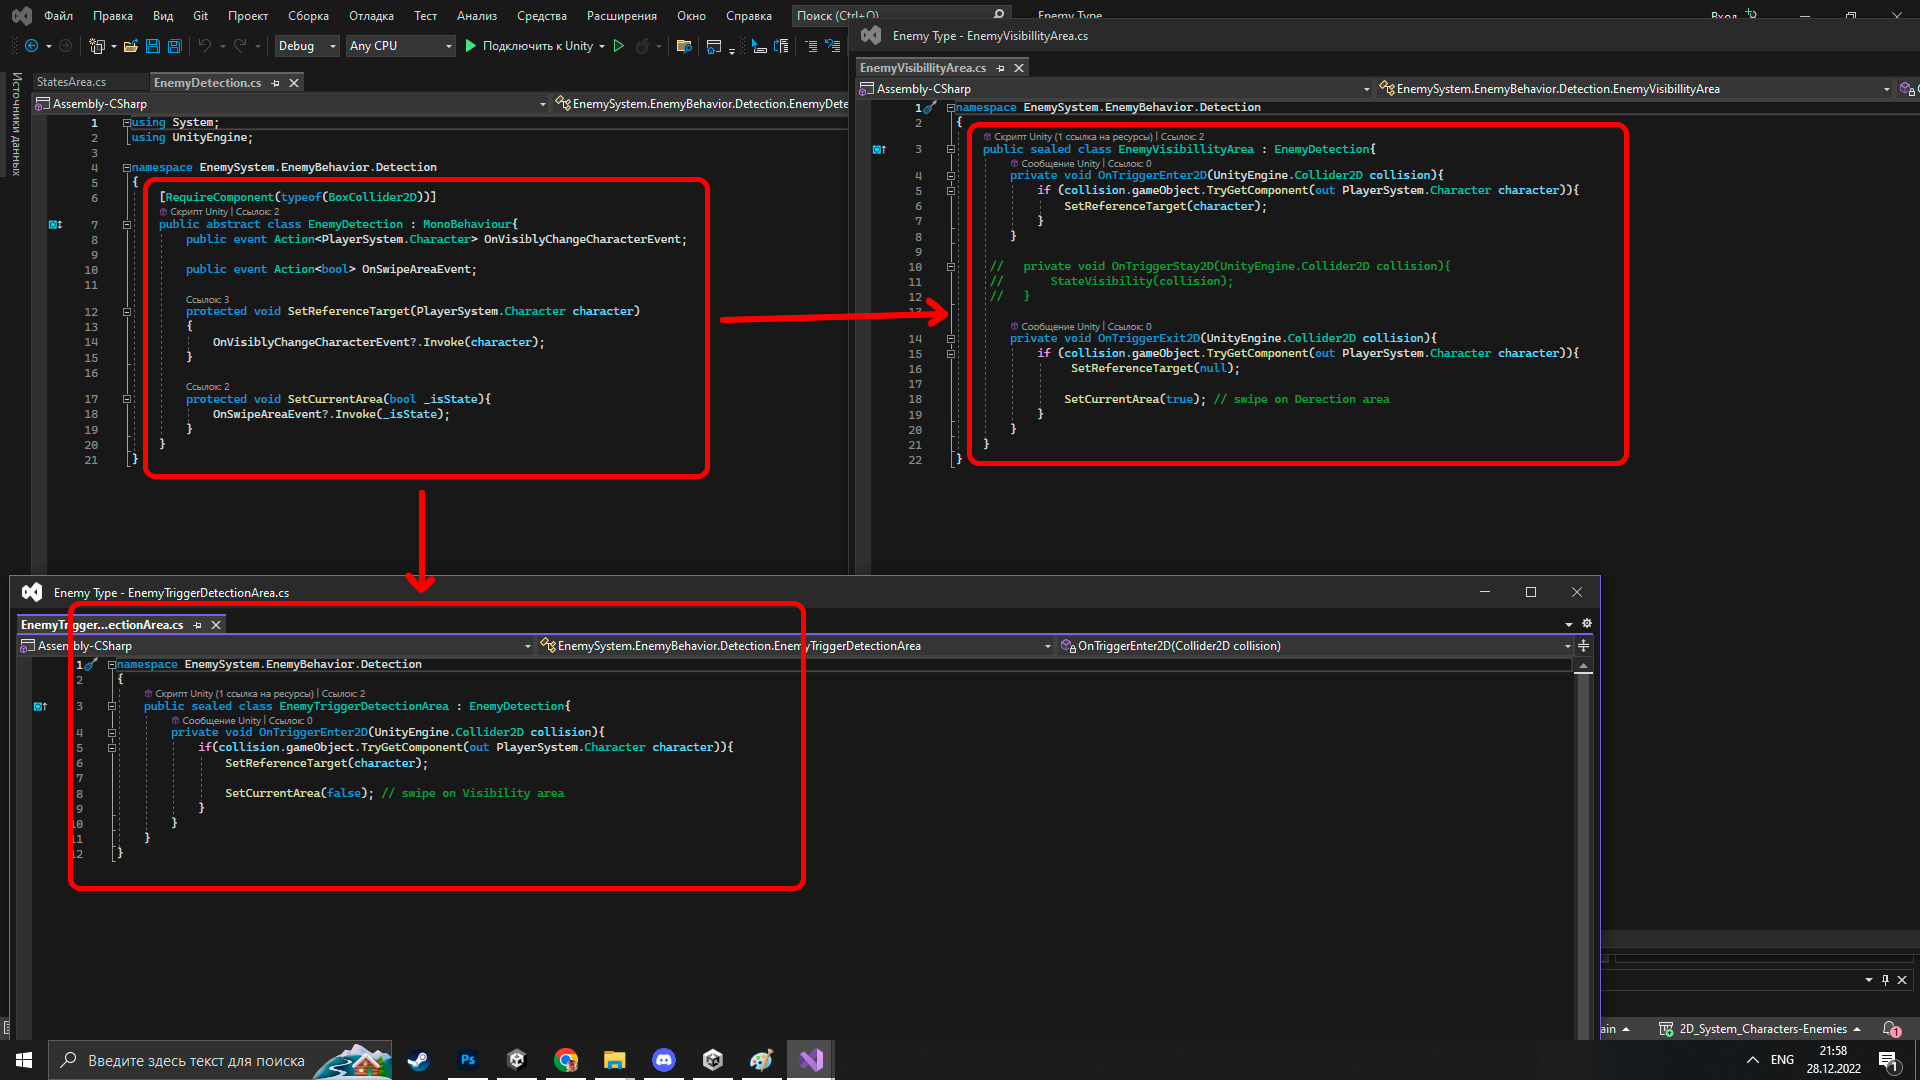 Файл Правка Вид Git Проект Сборка Отладка Тест Анализ Средства Расширения Окно Справка Поиск (Ctrl+Q) Enemy Type Вход
Debug Any CPU Подключить к Unity
Источники данных
StatesArea.cs EnemyDetection.cs
Assembly-CSharp EnemySystem.EnemyBehavior.Detection.EnemyDete
1 using System;
2 using UnityEngine;
3
4 namespace EnemySystem.EnemyBehavior.Detection
5 {
6 [RequireComponent(typeof(BoxCollider2D))]
Скрипт Unity | Ссылок: 2
7 public abstract class EnemyDetection : MonoBehaviour{
8 public event Action<PlayerSystem.Character> OnVisiblyChangeCharacterEvent;
9
10 public event Action<bool> OnSwipeAreaEvent;
11
Ссылок: 3
12 protected void SetReferenceTarget(PlayerSystem.Character character)
13 {
14 OnVisiblyChangeCharacterEvent?.Invoke(character);
15 }
16
Ссылок: 2
17 protected void SetCurrentArea(bool _isState){
18 OnSwipeAreaEvent?.Invoke(_isState);
19 }
20 }
21 }
Enemy Type - EnemyVisibillityArea.cs
EnemyVisibillityArea.cs
Assembly-CSharp EnemySystem.EnemyBehavior.Detection.EnemyVisibillityArea
1 namespace EnemySystem.EnemyBehavior.Detection
2 {
Скрипт Unity (1 ссылка на ресурсы) | Ссылок: 2
3 public sealed class EnemyVisibillityArea : EnemyDetection{
Сообщение Unity | Ссылок: 0
4 private void OnTriggerEnter2D(UnityEngine.Collider2D collision){
5 if (collision.gameObject.TryGetComponent(out PlayerSystem.Character character)){
6 SetReferenceTarget(character);
7 }
8 }
9
10 // private void OnTriggerStay2D(UnityEngine.Collider2D collision){
11 // StateVisibility(collision);
12 // }
13
Сообщение Unity | Ссылок: 0
14 private void OnTriggerExit2D(UnityEngine.Collider2D collision){
15 if (collision.gameObject.TryGetComponent(out PlayerSystem.Character character)){
16 SetReferenceTarget(null);
17
18 SetCurrentArea(true); // swipe on Derection area
19 }
20 }
21 }
22 }
Enemy Type - EnemyTriggerDetectionArea.cs
EnemyTrigger...ectionArea.cs
Assembly-CSharp EnemySystem.EnemyBehavior.Detection.EnemyTriggerDetectionArea OnTriggerEnter2D(Collider2D collision)
1 namespace EnemySystem.EnemyBehavior.Detection
2 {
Скрипт Unity (1 ссылка на ресурсы) | Ссылок: 2
3 public sealed class EnemyTriggerDetectionArea : EnemyDetection{
Сообщение Unity | Ссылок: 0
4 private void OnTriggerEnter2D(UnityEngine.Collider2D collision){
5 if(collision.gameObject.TryGetComponent(out PlayerSystem.Character character)){
6 SetReferenceTarget(character);
7
8 SetCurrentArea(false); // swipe on Visibility area
9 }
10 }
11 }
12 }
ain 2D_System_Characters-Enemies 1
Введите здесь текст для поиска Ps ENG 21:58
28.12.2022 1